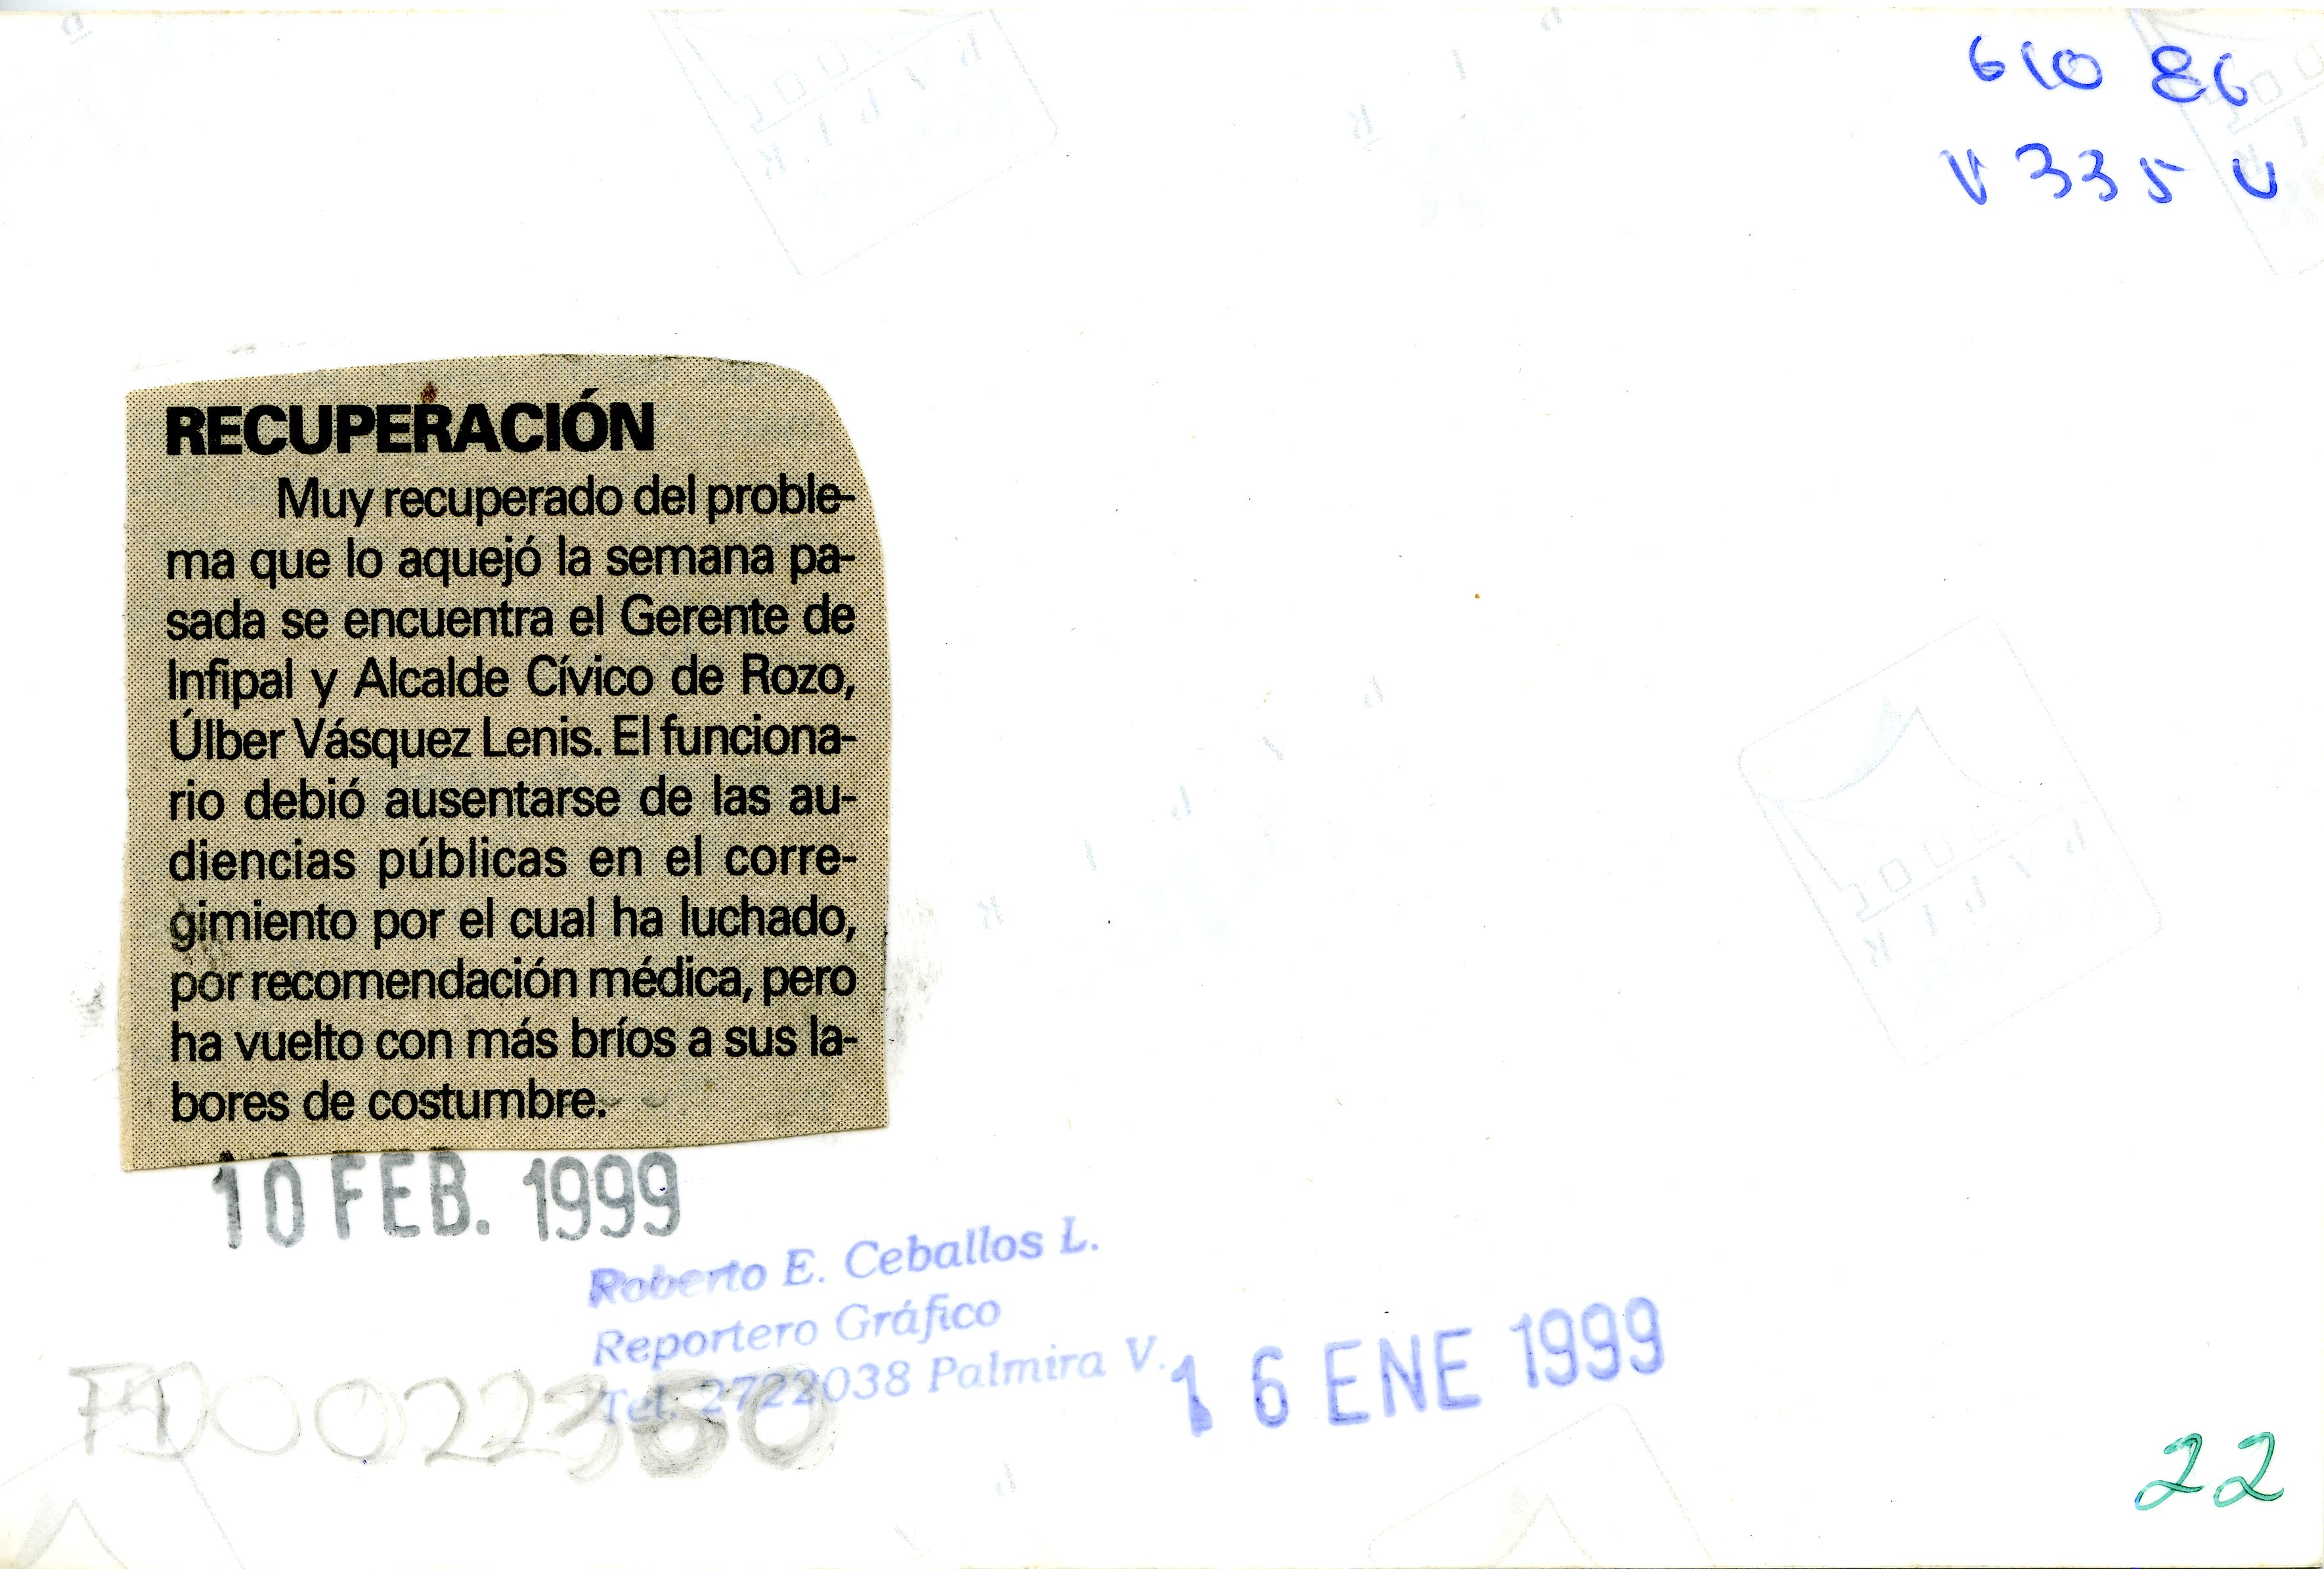 610 86
V335U
RECUPERACIÓN
Muy recuperado del proble-
ma que lo aquejó la semana pa-
sada se encuentra el Gerente de
Infipal y Alcalde Cívico de Rozo,
Úlber Vásquez Lenis. El funciona-
rio debió ausentarse de las au-
diencias públicas en el corre-
gimiento por el cual ha luchado,
por recomendación médica, pero
ha vuelto con más bríos a sus la-
bores de costumbre.
10 FEB. 1999
Roberto E. Ceballos L.
Reportero Gráfico
Tel. 2722038 Palmira V.
16 ENE 1999
22